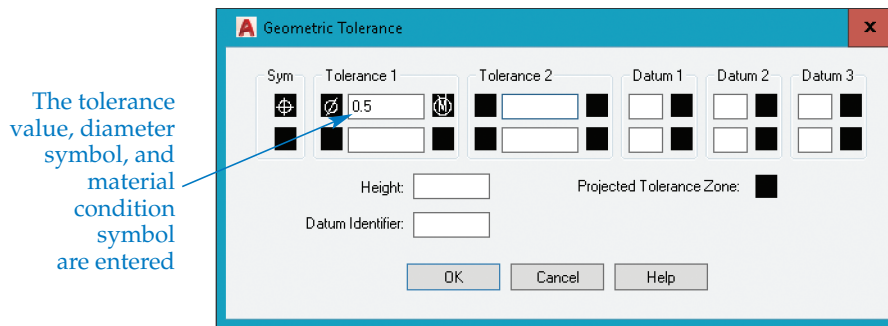 A Geometric Tolerance x
Sym Tolerance 1 Tolerance 2 Datum 1 Datum 2 Datum 3
⌖ Ø 0.5 Ⓜ
The tolerance
value, diameter
symbol, and
material
condition
symbol
are entered
Height: Projected Tolerance Zone:
Datum Identifier:
OK Cancel Help